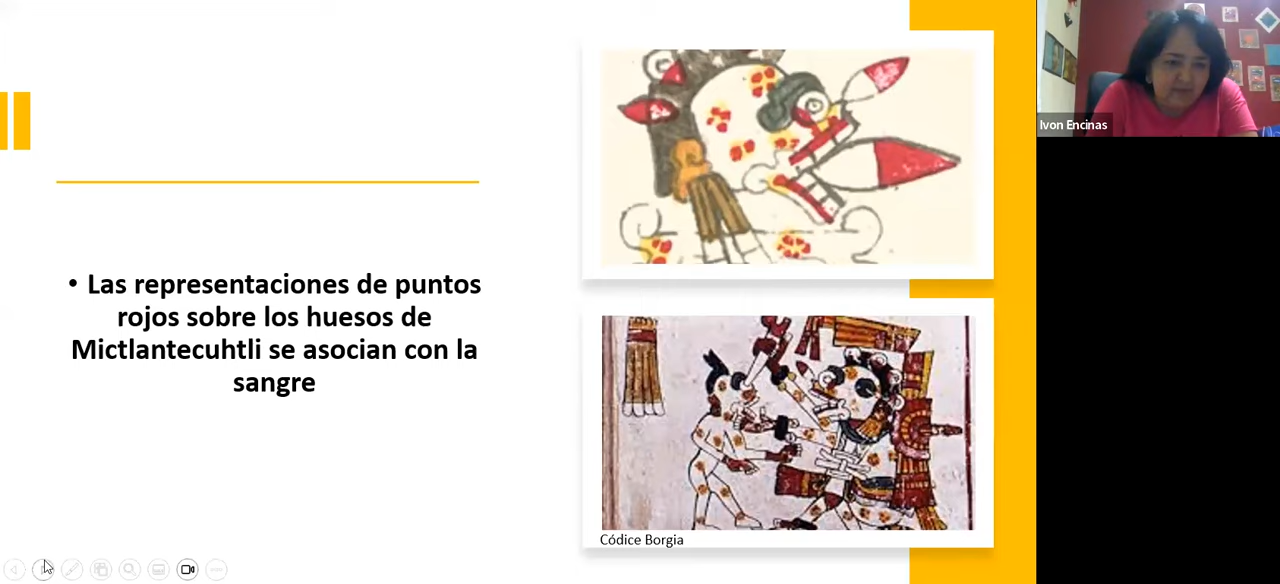 • Las representaciones de puntos
rojos sobre los huesos de
Mictlantecuhtli se asocian con la
sangre
Códice Borgia
Ivon Encinas